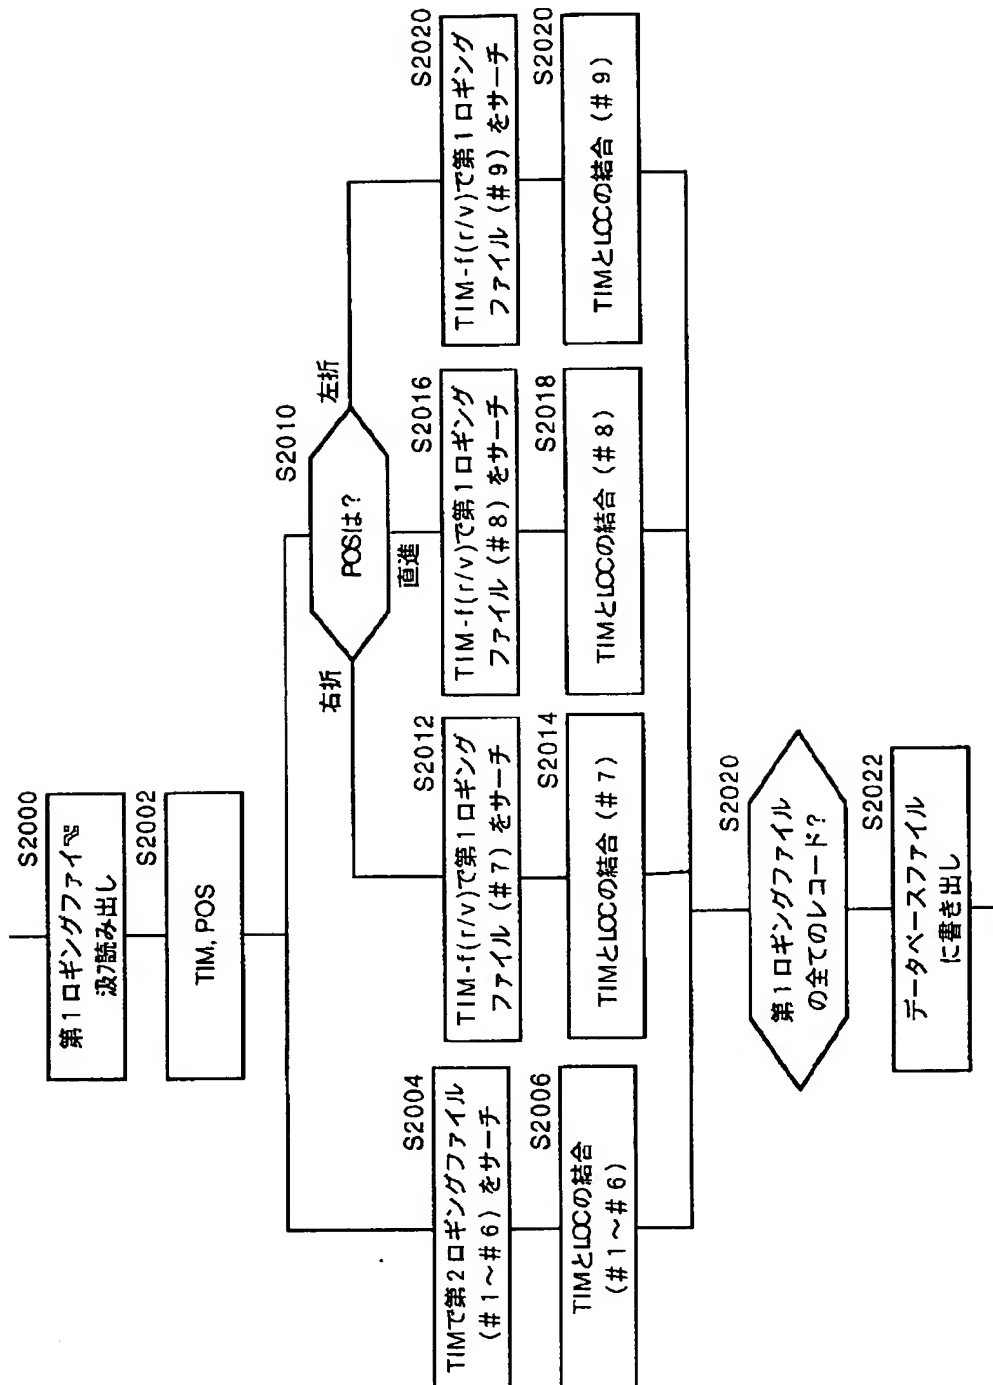 S2000
第1ロギングファイ
読み出し
S2002
TIM, POS
S2004
TIMで第2ロギングファイル
(#1～#6)をサーチ
S2006
TIMとLOCの結合
(#1～#6)
S2010
POSは?
右折
直進
左折
S2012
TIM-f(r/v)で第1ロギング
ファイル(#7)をサーチ
S2014
TIMとLOCの結合(#7)
S2016
TIM-f(r/v)で第1ロギング
ファイル(#8)をサーチ
S2018
TIMとLOCの結合(#8)
S2020
TIM-f(r/v)で第1ロギング
ファイル(#9)をサーチ
S2020
TIMとLOCの結合(#9)
S2020
第1ロギングファイル
の全てのレコード?
S2022
データベースファイル
に書き出し